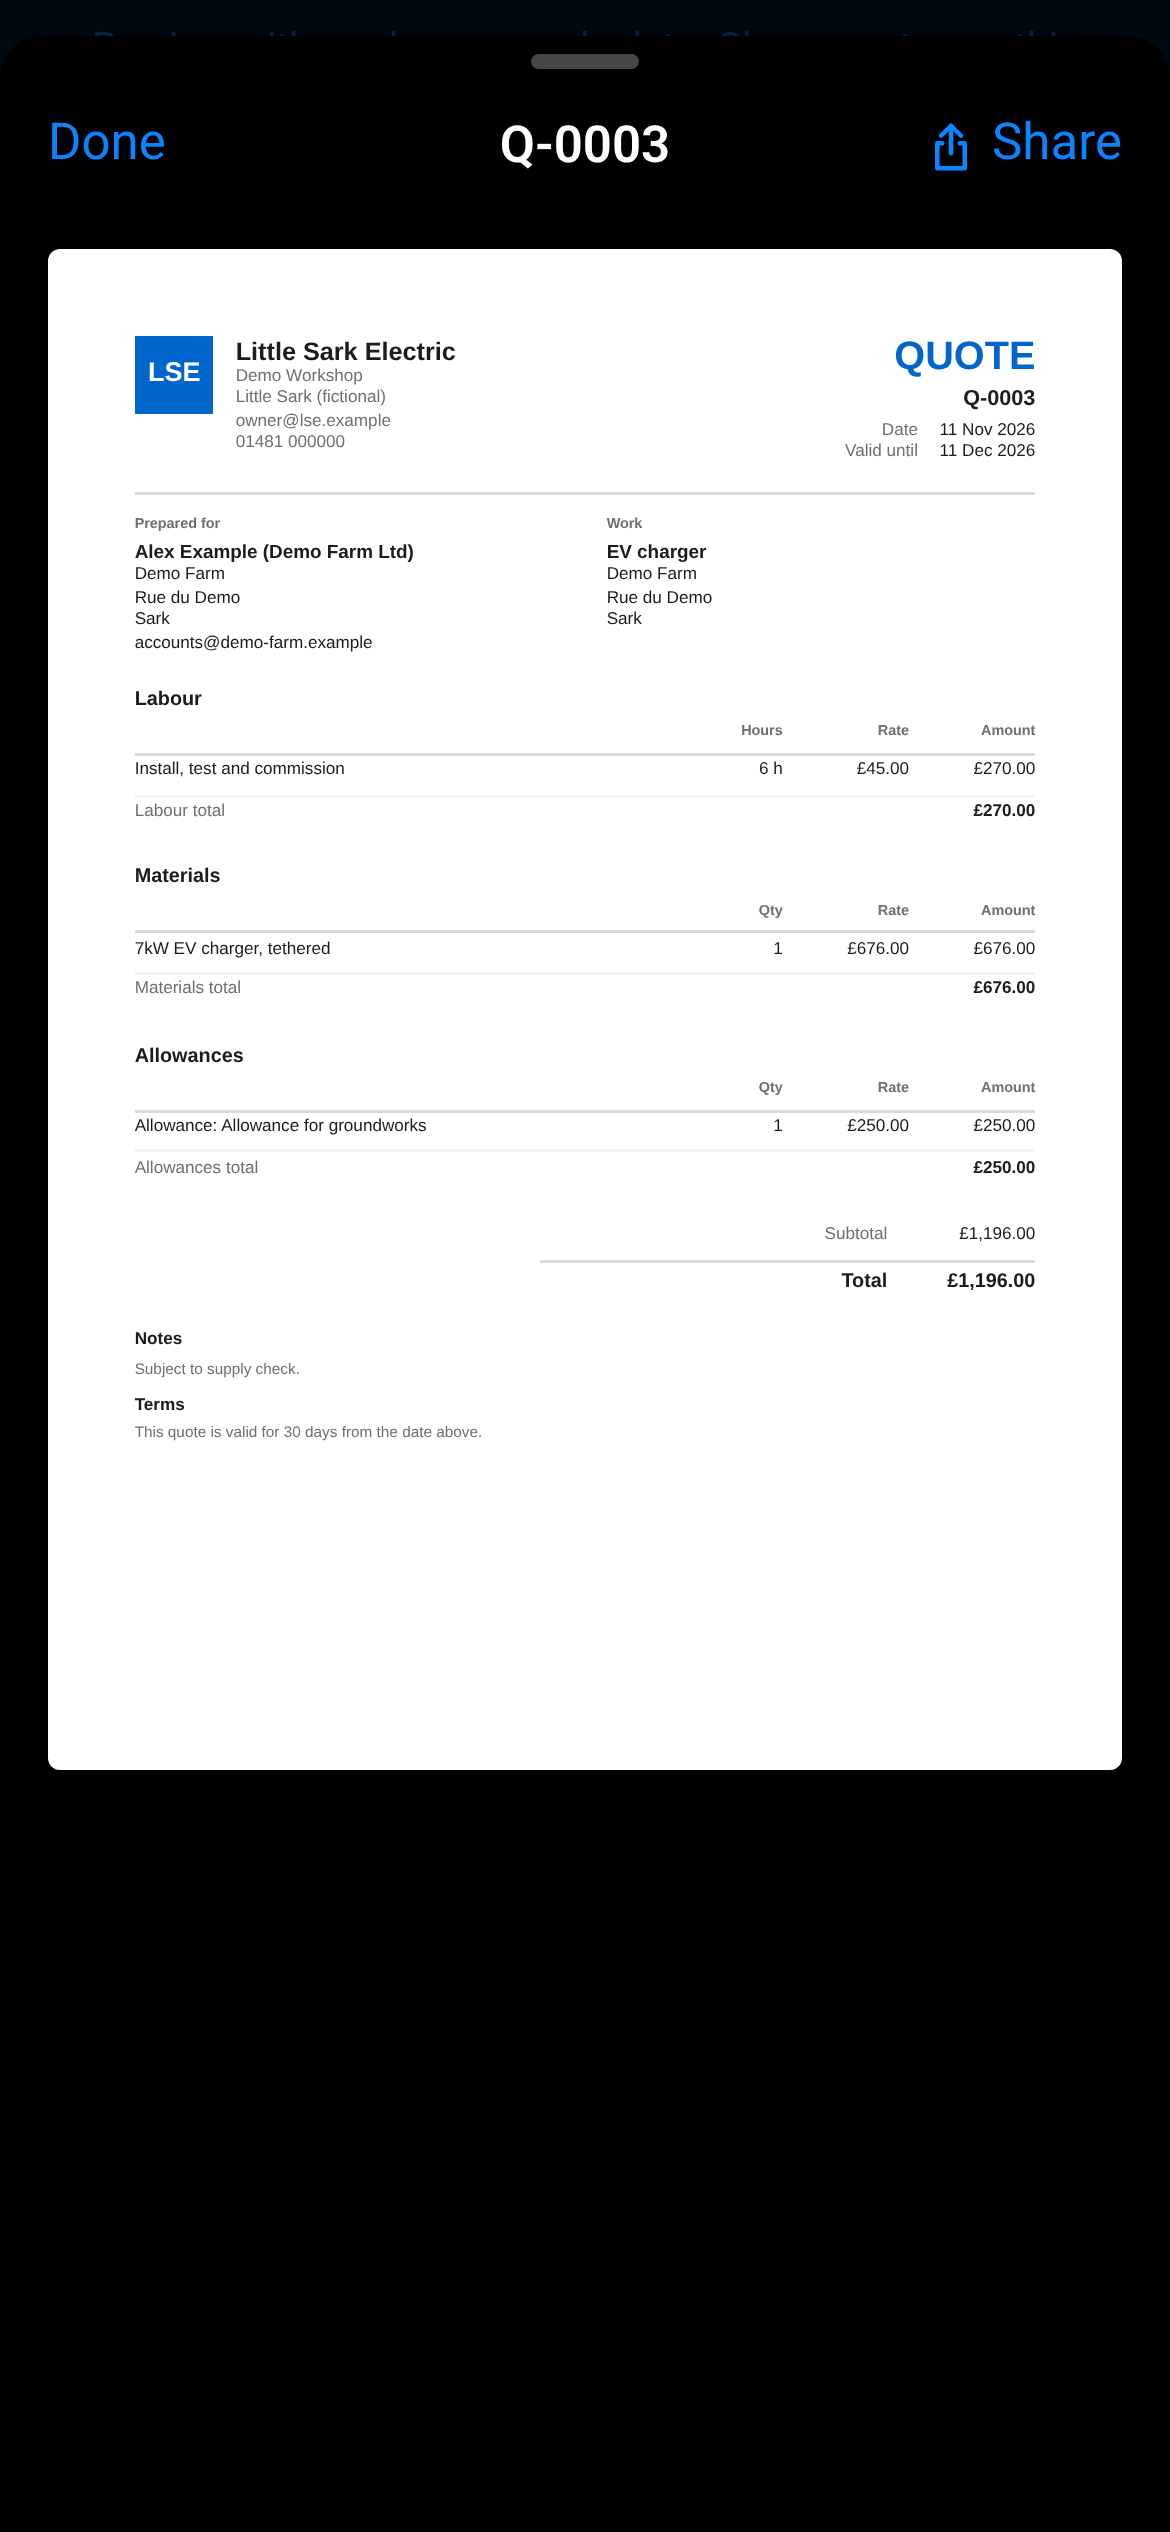 Done
Q-0003
Share
LSE
Little Sark Electric
Demo Workshop
Little Sark (fictional)
owner@lse.example
01481 000000
QUOTE
Q-0003
Date 11 Nov 2026
Valid until 11 Dec 2026
Prepared for
Alex Example (Demo Farm Ltd)
Demo Farm
Rue du Demo
Sark
accounts@demo-farm.example
Work
EV charger
Demo Farm
Rue du Demo
Sark
Labour
Hours Rate Amount
Install, test and commission 6 h £45.00 £270.00
Labour total £270.00
Materials
Qty Rate Amount
7kW EV charger, tethered 1 £676.00 £676.00
Materials total £676.00
Allowances
Qty Rate Amount
Allowance: Allowance for groundworks 1 £250.00 £250.00
Allowances total £250.00
Subtotal £1,196.00
Total £1,196.00
Notes
Subject to supply check.
Terms
This quote is valid for 30 days from the date above.